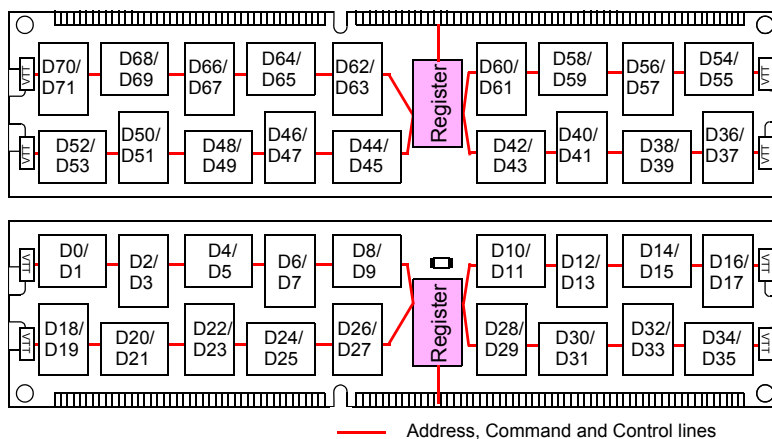 D70/
D71
D68/
D69
D66/
D67
D64/
D65
D62/
D63
D60/
D61
D58/
D59
D56/
D57
D54/
D55
VTT
VTT
Register
D52/
D53
D50/
D51
D48/
D49
D46/
D47
D44/
D45
D42/
D43
D40/
D41
D38/
D39
D36/
D37
VTT
VTT
D0/
D1
D2/
D3
D4/
D5
D6/
D7
D8/
D9
D10/
D11
D12/
D13
D14/
D15
D16/
D17
VTT
VTT
Register
D18/
D19
D20/
D21
D22/
D23
D24/
D25
D26/
D27
D28/
D29
D30/
D31
D32/
D33
D34/
D35
VTT
VTT
Address, Command and Control lines